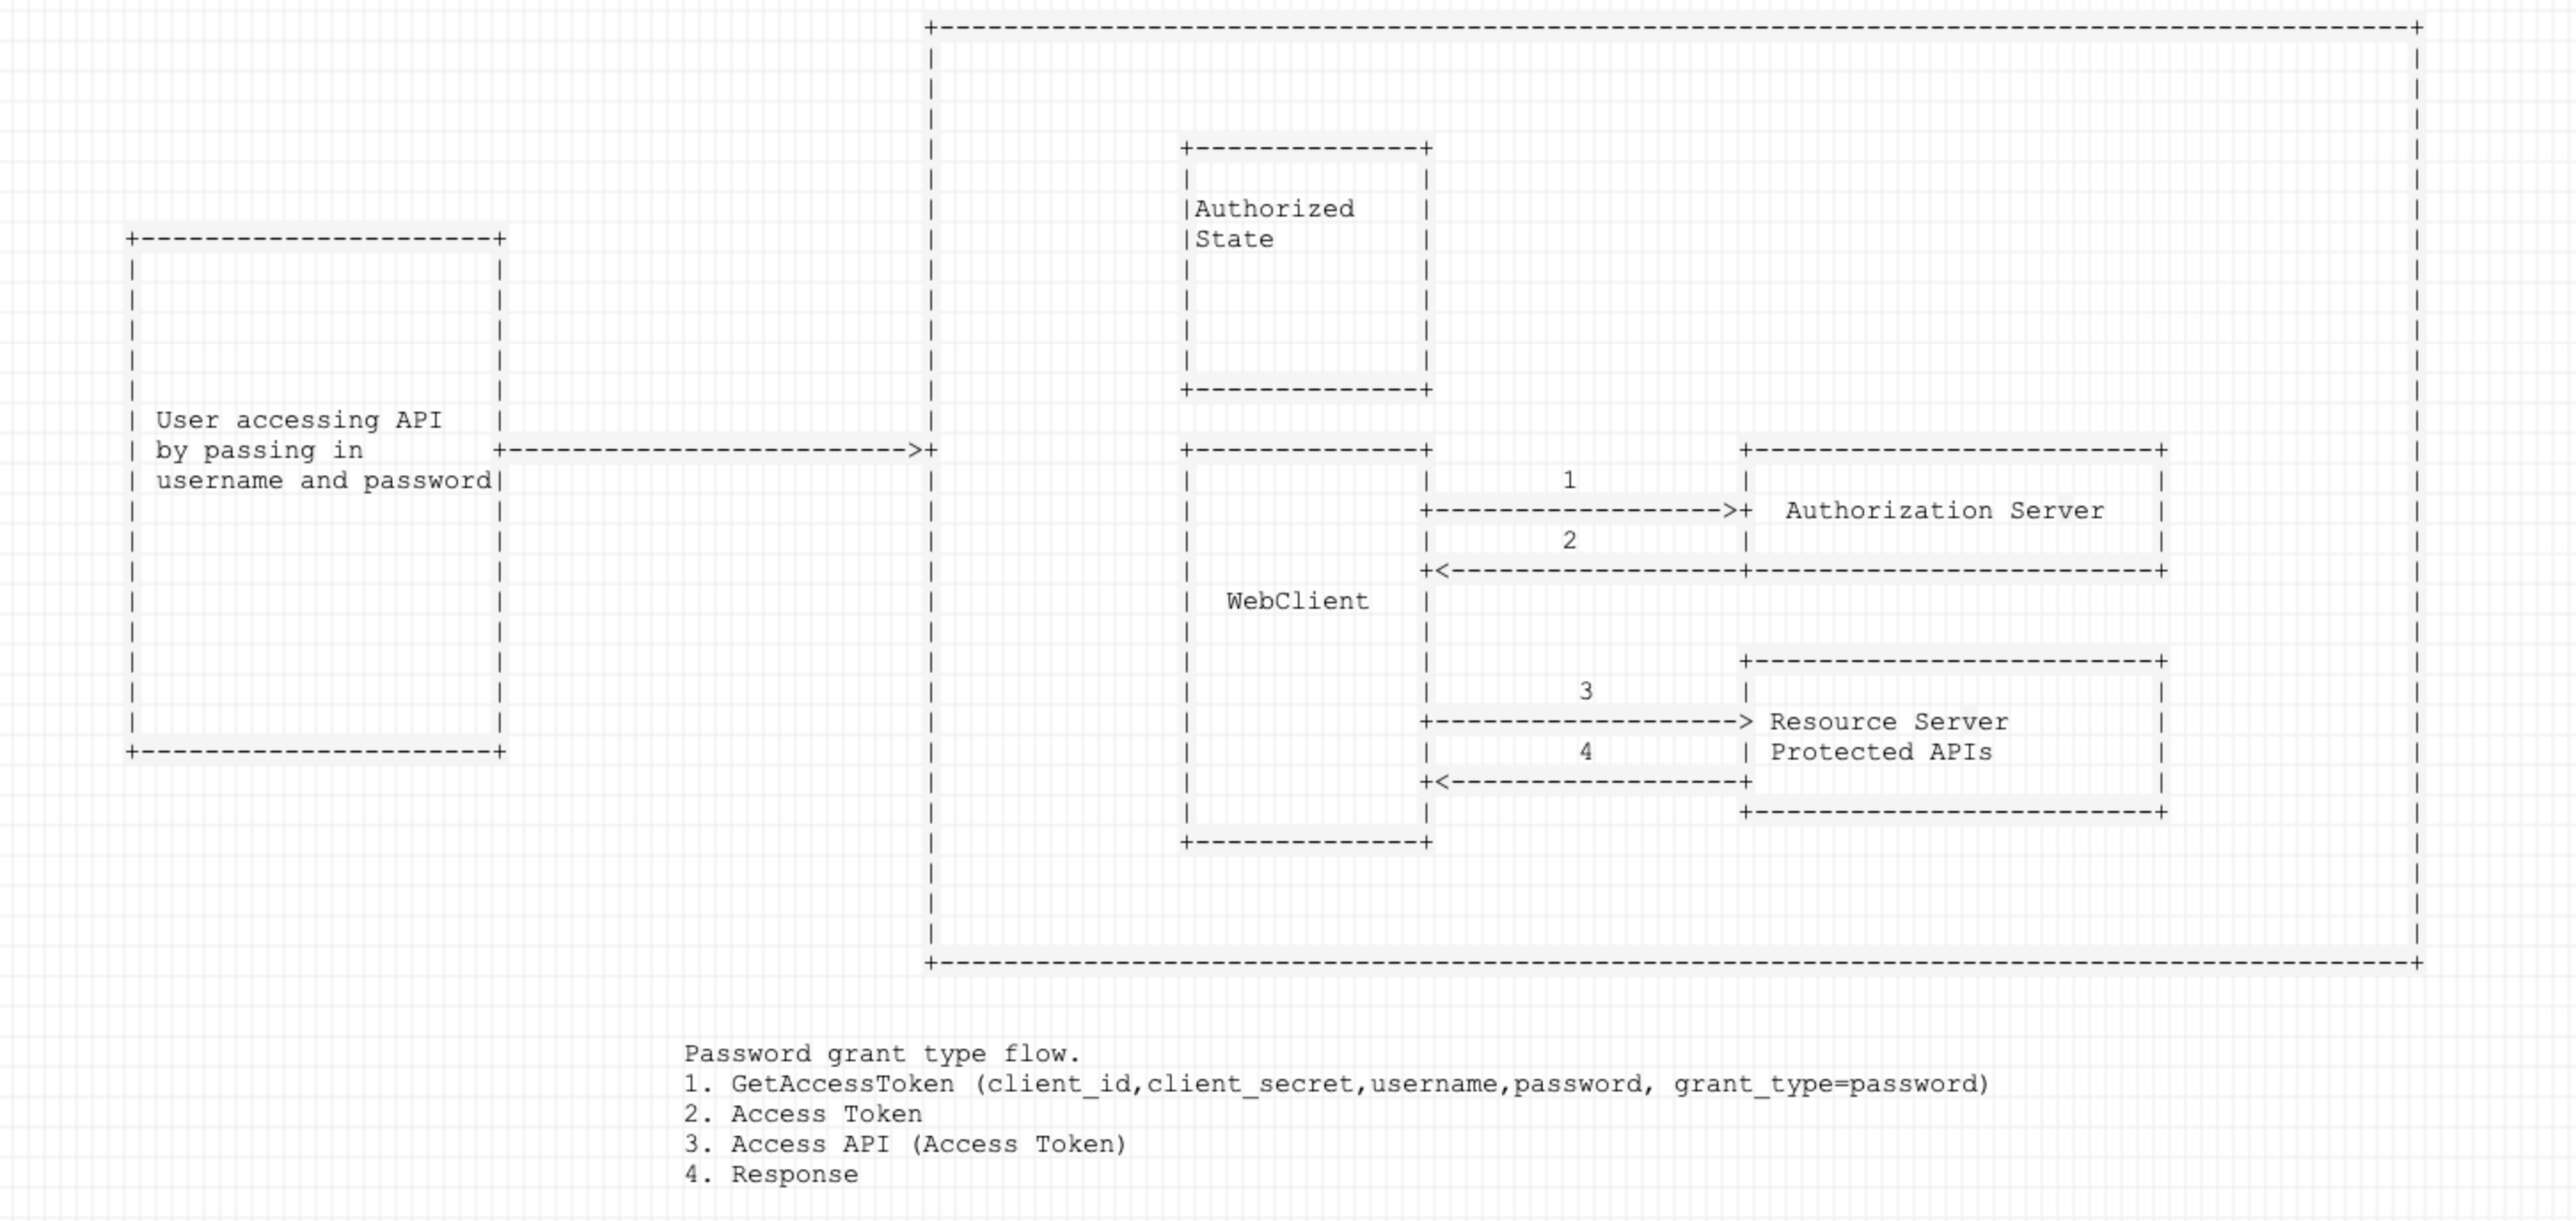 Authorized
State
User accessing API
by passing in
username and password
1
Authorization Server
2
WebClient
3
Resource Server
4
Protected APIs
Password grant type flow.
1. GetAccessToken (client_id,client_secret,username,password, grant_type=password)
2. Access Token
3. Access API (Access Token)
4. Response